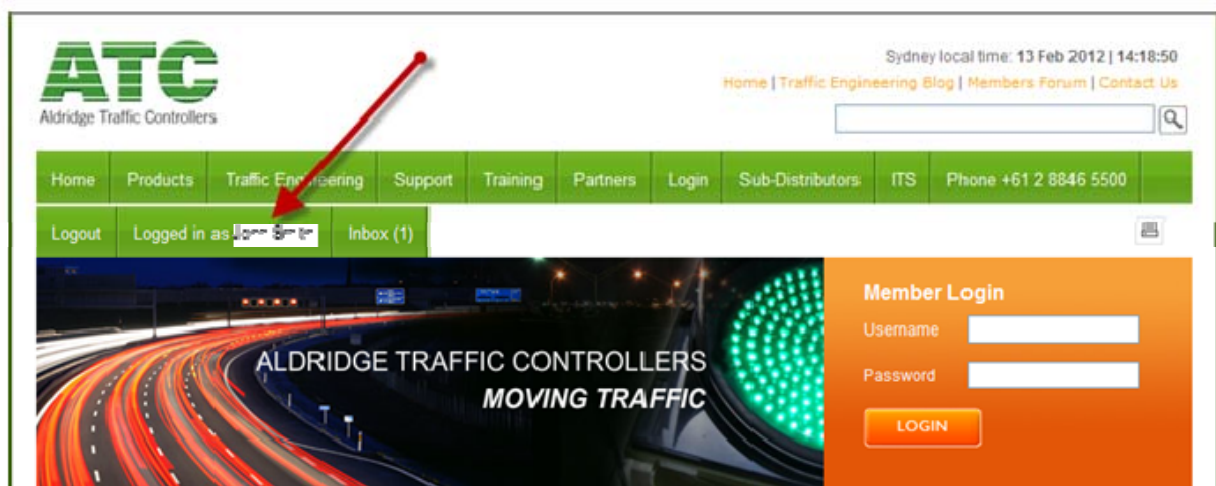 ATC
Aldridge Traffic Controllers
Sydney local time: 13 Feb 2012 | 14:18:50
Home | Traffic Engineering Blog | Members Forum | Contact Us
Home Products Traffic Engineering Support Training Partners Login Sub-Distributors ITS Phone +61 2 8846 5500
Logout Logged in as Inbox (1)
Member Login
Username
ALDRIDGE TRAFFIC CONTROLLERS
Password
MOVING TRAFFIC
LOGIN